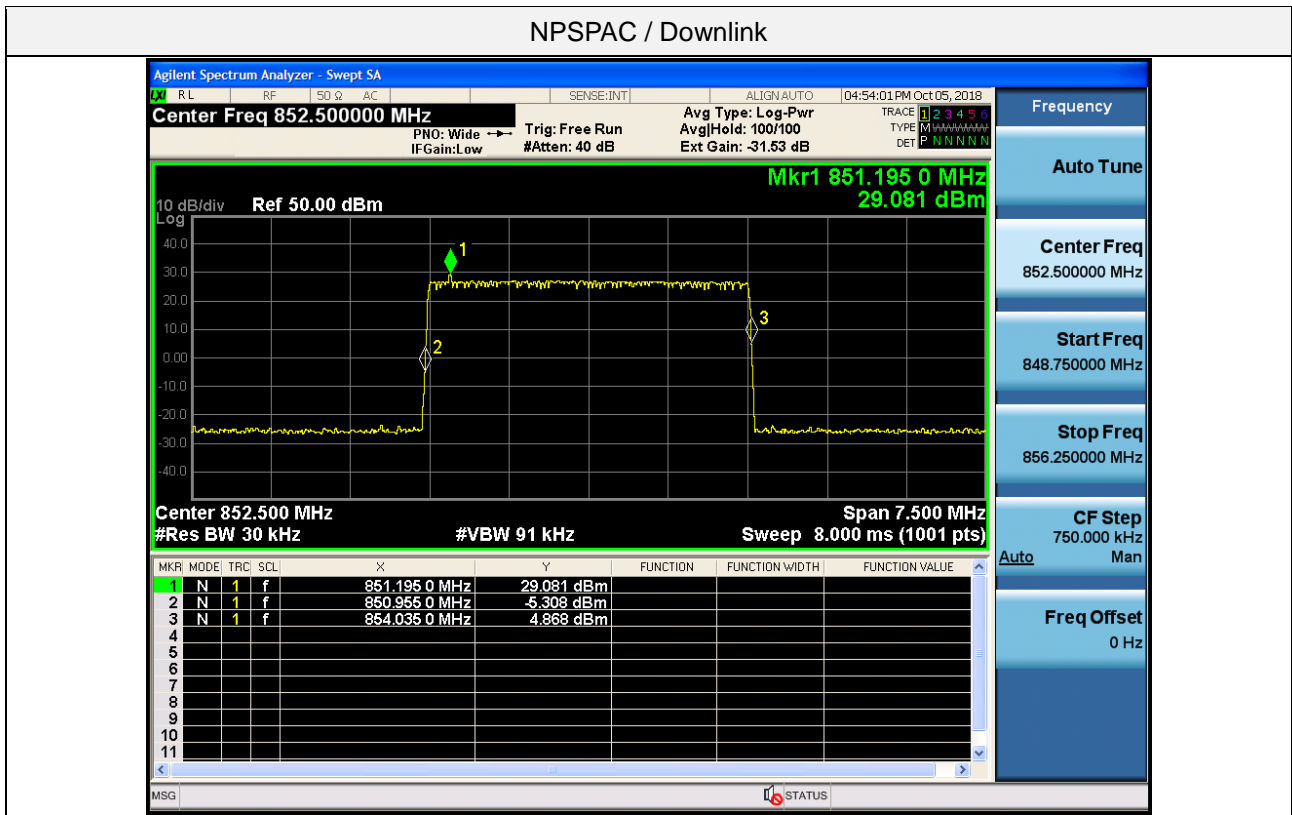 NPSPAC / Downlink
Agilent Spectrum Analyzer - Swept SA
LXI RL RF 50 Ω AC SENSE:INT ALIGNAUTO 04:54:01 PM Oct 05, 2018
Center Freq 852.500000 MHz
PNO: Wide
IFGain:Low
Trig: Free Run
#Atten: 40 dB
Avg Type: Log-Pwr
Avg|Hold: 100/100
Ext Gain: -31.53 dB
TRACE 1 2 3 4 5 6
TYPE M
DET P N N N N N
Mkr1 851.195 0 MHz
29.081 dBm
10 dB/div Ref 50.00 dBm
Log
40.0
30.0
20.0
10.0
0.00
-10.0
-20.0
-30.0
-40.0
1
2
3
Center 852.500 MHz Span 7.500 MHz
#Res BW 30 kHz #VBW 91 kHz Sweep 8.000 ms (1001 pts)
MKR MODE TRC SCL X Y FUNCTION FUNCTION WIDTH FUNCTION VALUE
1 N 1 f 851.195 0 MHz 29.081 dBm
2 N 1 f 850.955 0 MHz -5.308 dBm
3 N 1 f 854.035 0 MHz 4.868 dBm
4
5
6
7
8
9
10
11
MSG STATUS
Frequency
Auto Tune
Center Freq
852.500000 MHz
Start Freq
848.750000 MHz
Stop Freq
856.250000 MHz
CF Step
750.000 kHz
Auto Man
Freq Offset
0 Hz